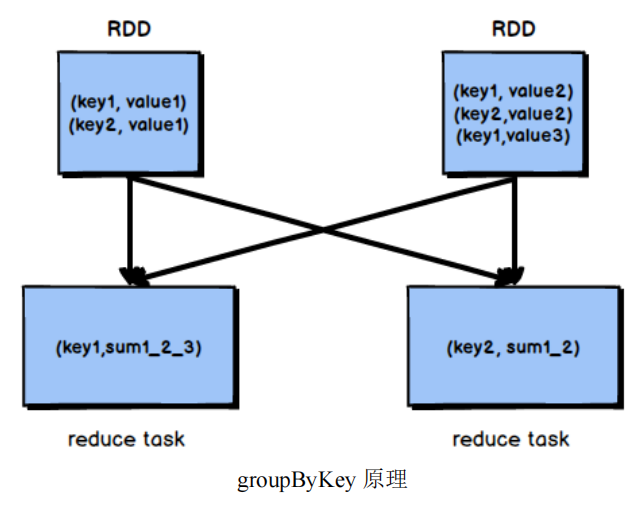 RDD
(key1, value1)
(key2, value1)
RDD
(key1, value2)
(key2,value2)
(key1,value3)
(key1,sum1_2_3)
reduce task
(key2, sum1_2)
reduce task
groupByKey 原理